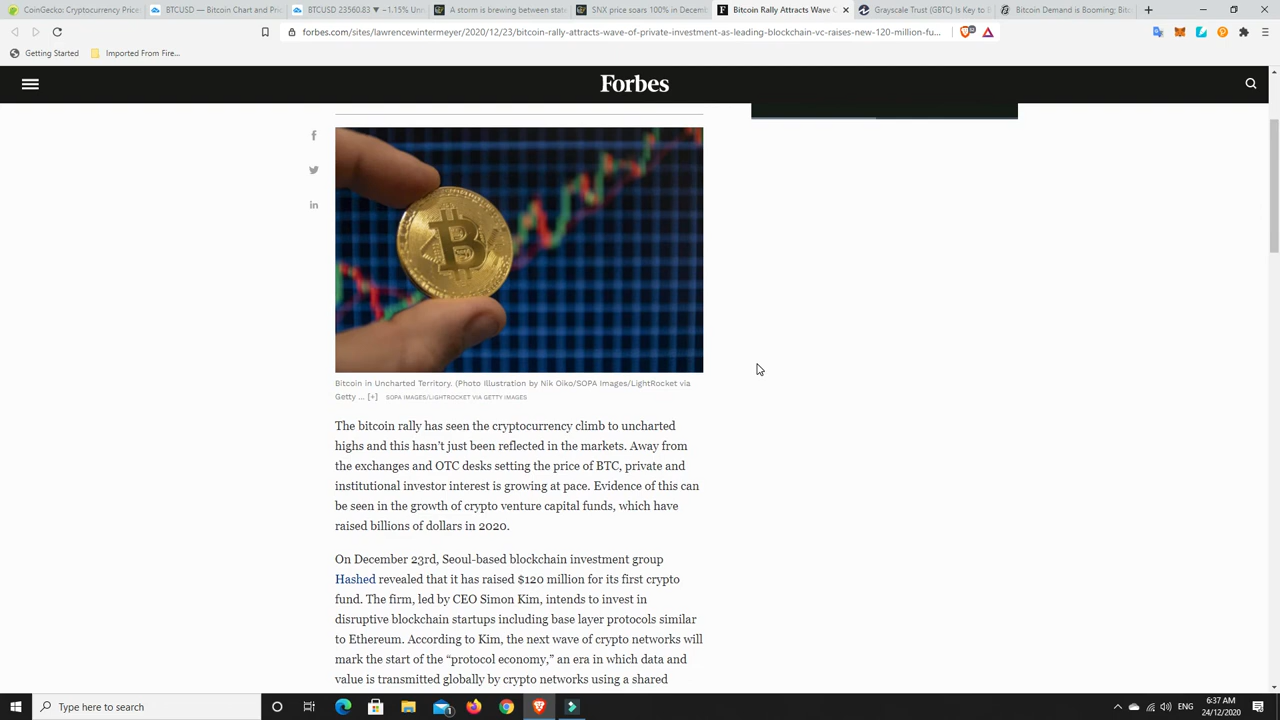 CoinGecko: Cryptocurrency Price
BTCUSD — Bitcoin Chart and Pri
BTCUSD 23560.83 ▼ −1.15% Unn
A storm is brewing between state
SNX price soars 100% in Decemb
Bitcoin Rally Attracts Wave
Grayscale Trust (GBTC) Is Key to
Bitcoin Demand is Booming; Bit
forbes.com/sites/lawrencewintermeyer/2020/12/23/bitcoin-rally-attracts-wave-of-private-investment-as-leading-blockchain-vc-raises-new-120-million-fu...
Getting Started
Imported From Fire...
Forbes
Bitcoin in Uncharted Territory. (Photo Illustration by Nik Oiko/SOPA Images/LightRocket via
Getty ... [+] SOPA IMAGES/LIGHTROCKET VIA GETTY IMAGES
The bitcoin rally has seen the cryptocurrency climb to uncharted
highs and this hasn't just been reflected in the markets. Away from
the exchanges and OTC desks setting the price of BTC, private and
institutional investor interest is growing at pace. Evidence of this can
be seen in the growth of crypto venture capital funds, which have
raised billions of dollars in 2020.
On December 23rd, Seoul-based blockchain investment group
Hashed revealed that it has raised $120 million for its first crypto
fund. The firm, led by CEO Simon Kim, intends to invest in
disruptive blockchain startups including base layer protocols similar
to Ethereum. According to Kim, the next wave of crypto networks will
mark the start of the “protocol economy,” an era in which data and
value is transmitted globally by crypto networks using a shared
Type here to search
ENG
6:37 AM
24/12/2020